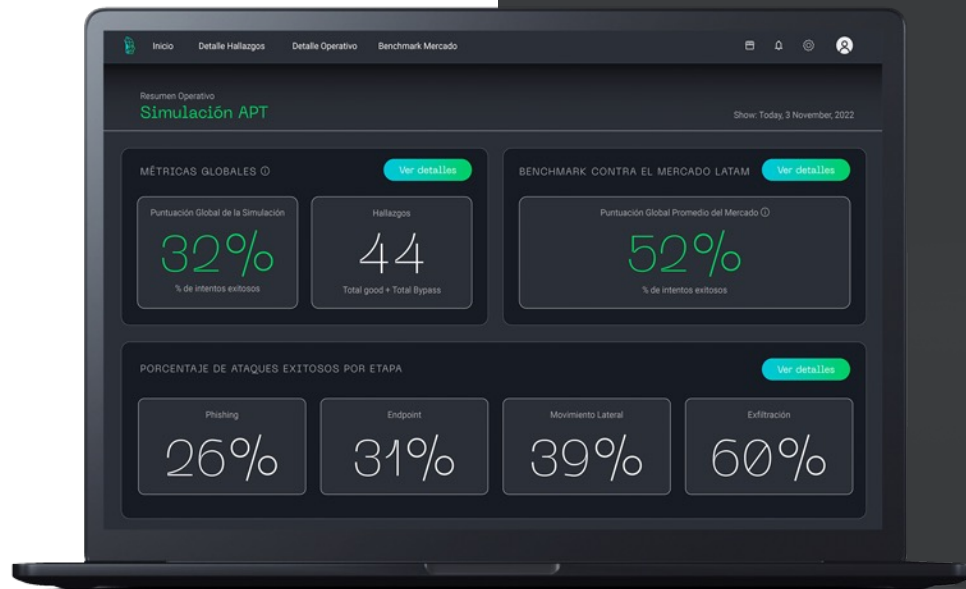 Inicio
Detalle Hallazgos
Detalle Operativo
Benchmark Mercado
Resumen Operativo
Simulación APT
Show: Today, 3 November, 2022
MÉTRICAS GLOBALES
Ver detalles
Puntuación Global de la Simulación
32%
% de intentos exitosos
Hallazgos
44
Total good + Total Bypass
BENCHMARK CONTRA EL MERCADO LATAM
Ver detalles
Puntuación Global Promedio del Mercado
52%
% de intentos exitosos
PORCENTAJE DE ATAQUES EXITOSOS POR ETAPA
Ver detalles
Phishing
26%
Endpoint
31%
Movimiento Lateral
39%
Exfiltración
60%